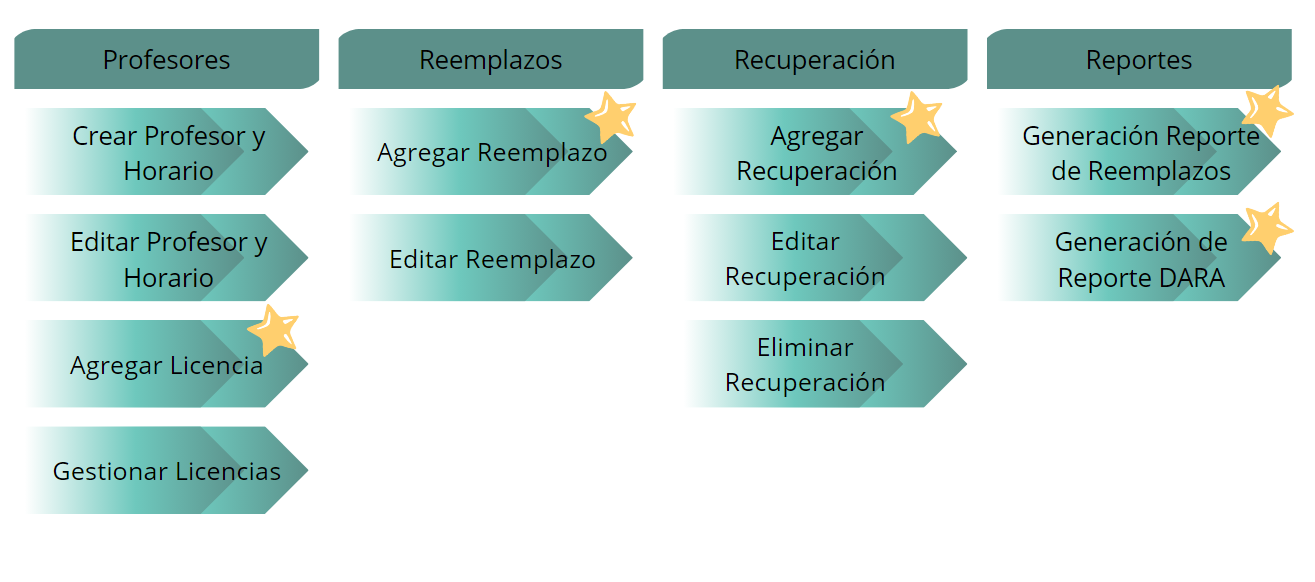 Profesores
Crear Profesor y
Horario
Editar Profesor y
Horario
Agregar Licencia
Gestionar Licencias
Reemplazos
Agregar Reemplazo
Editar Reemplazo
Recuperación
Agregar
Recuperación
Editar
Recuperación
Eliminar
Recuperación
Reportes
Generación Reporte
de Reemplazos
Generación de
Reporte DARA